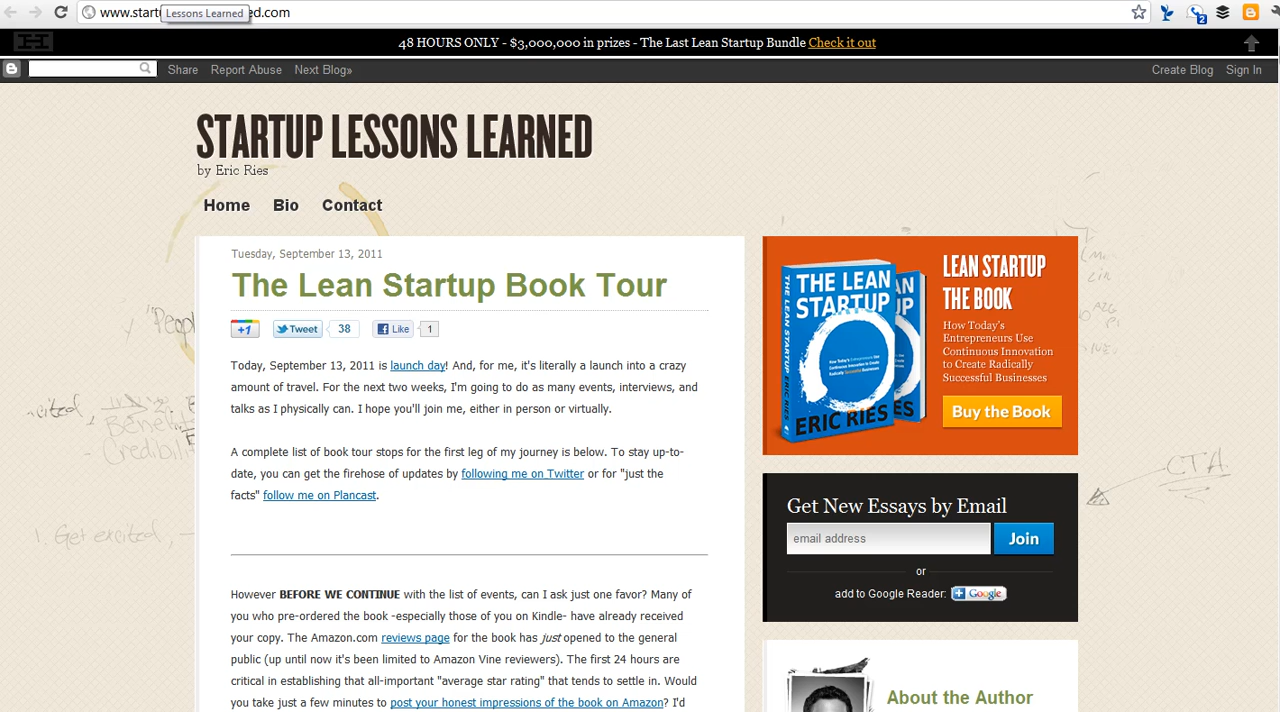 www.start
Lessons Learned
ed.com
2
48 HOURS ONLY - $3,000,000 in prizes - The Last Lean Startup Bundle Check it out
Share Report Abuse Next Blog» Create Blog Sign In
STARTUP LESSONS LEARNED
by Eric Ries
Home Bio Contact
Tuesday, September 13, 2011
The Lean Startup Book Tour
+1 Tweet 38 Like 1
Today, September 13, 2011 is launch day! And, for me, it's literally a launch into a crazy
amount of travel. For the next two weeks, I'm going to do as many events, interviews, and
talks as I physically can. I hope you'll join me, either in person or virtually.
A complete list of book tour stops for the first leg of my journey is below. To stay up-to-
date, you can get the firehose of updates by following me on Twitter or for "just the
facts" follow me on Plancast.
However BEFORE WE CONTINUE with the list of events, can I ask just one favor? Many of
you who pre-ordered the book -especially those of you on Kindle- have already received
your copy. The Amazon.com reviews page for the book has just opened to the general
public (up until now it's been limited to Amazon Vine reviewers). The first 24 hours are
critical in establishing that all-important "average star rating" that tends to settle in. Would
you take just a few minutes to post your honest impressions of the book on Amazon? I'd
THE LEAN
STARTUP
ERIC RIES
THE LEAN STARTUP ERIC RIES
LEAN STARTUP
THE BOOK
How Today's
Entrepreneurs Use
Continuous Innovation
to Create Radically
Successful Businesses
Buy the Book
Get New Essays by Email
email address Join
or
add to Google Reader: Google
About the Author
CTA
1. Get excited,